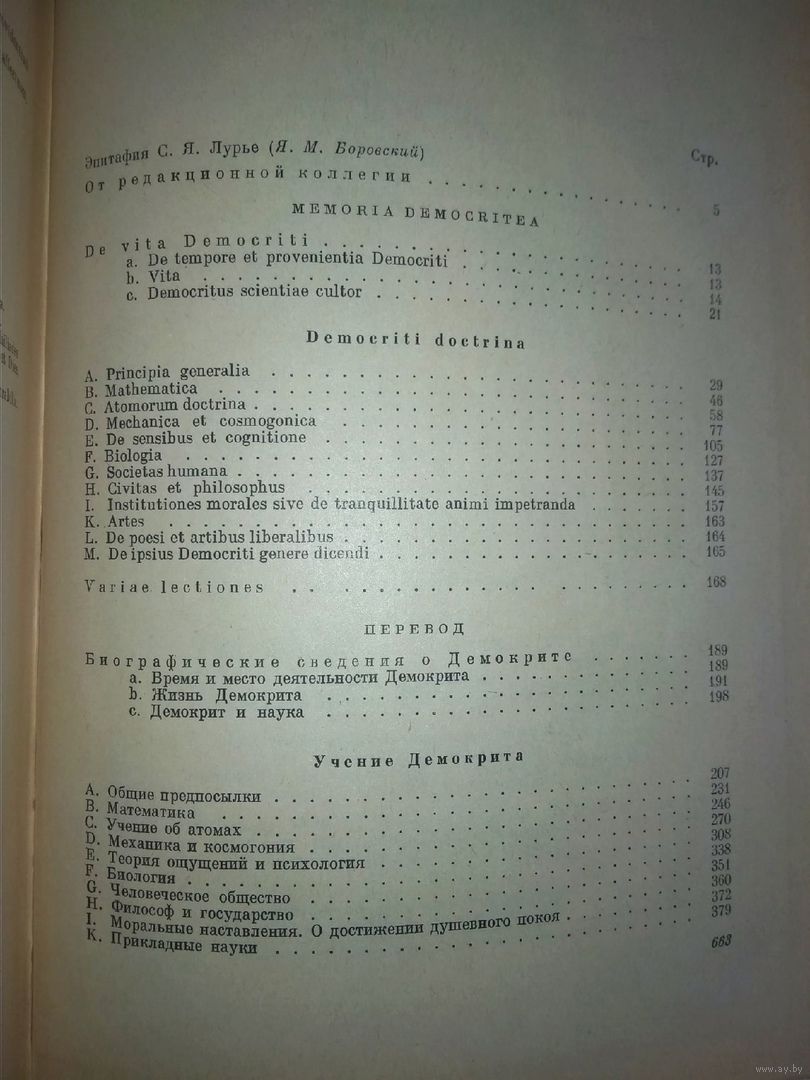 Стр.
Эпитафия С. Я. Лурье (Я. М. Боровский)
От редакционной коллегии . . . . . 5
MEMORIA DEMOCRITEA
De vita Democriti . . . . . 13
a. De tempore et provenientia Democriti . . . . . 13
b. Vita . . . . . 14
c. Democritus scientiae cultor . . . . . 21
Democriti doctrina
A. Principia generalia . . . . . 29
B. Mathematica . . . . . 46
C. Atomorum doctrina . . . . . 58
D. Mechanica et cosmogonica . . . . . 77
E. De sensibus et cognitione . . . . . 105
F. Biologia . . . . . 127
G. Societas humana . . . . . 137
H. Civitas et philosophus . . . . . 145
I. Institutiones morales sive de tranquillitate animi impetranda . . . . . 157
K. Artes . . . . . 163
L. De poesi et artibus liberalibus . . . . . 164
M. De ipsius Democriti genere dicendi . . . . . 165
Variae lectiones . . . . . 168
ПЕРЕВОД
Биографические сведения о Демокрите . . . . . 189
a. Время и место деятельности Демокрита . . . . . 189
b. Жизнь Демокрита . . . . . 191
c. Демокрит и наука . . . . . 198
Учение Демокрита
A. Общие предпосылки . . . . . 207
B. Математика . . . . . 231
C. Учение об атомах . . . . . 246
D. Механика и космогония . . . . . 270
E. Теория ощущений и психология . . . . . 308
F. Биология . . . . . 338
G. Человеческое общество . . . . . 351
H. Философ и государство . . . . . 360
I. Моральные наставления. О достижении душевного покоя . . . . . 372
K. Прикладные науки . . . . . 379
663
www.ay.by